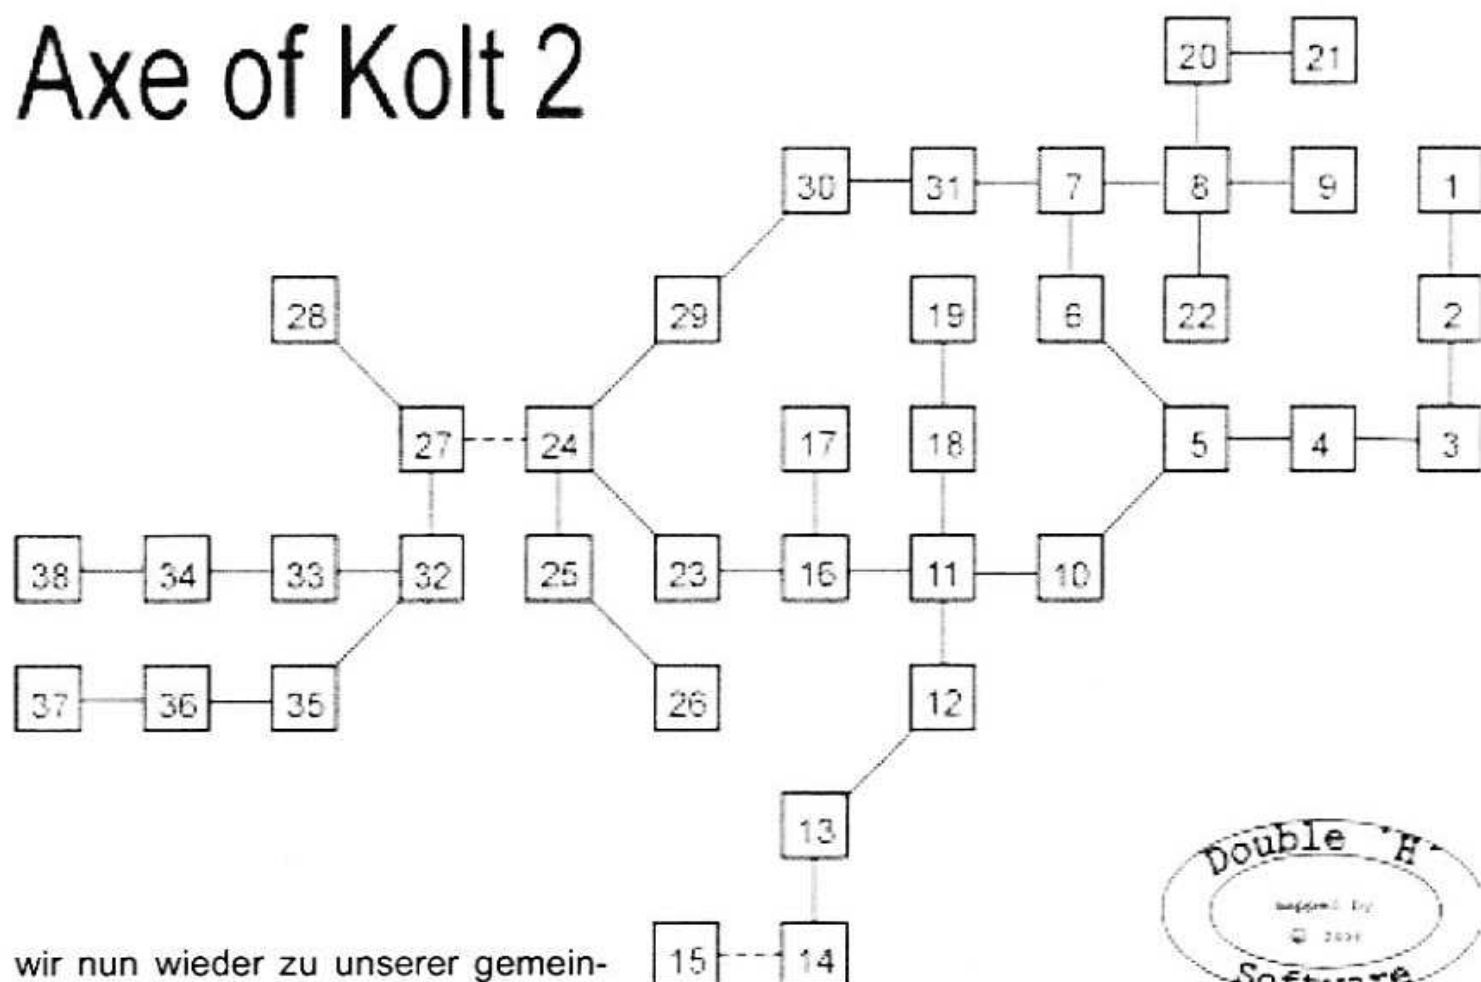 Axe of Kolt 2
20 21
30 31 7 8 9 1
28 29 19 6 22 2
27 24 17 18 5 4 3
38 34 33 32 25 23 16 11 10
37 36 35 26 12
13
15 14
Double 'H'
mapped by
Software
wir nun wieder zu unserer gemein-